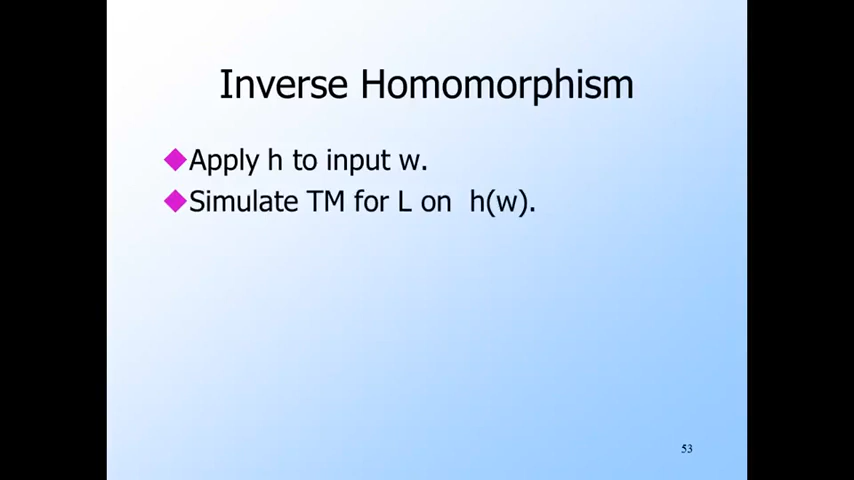 Inverse Homomorphism
Apply h to input w.
Simulate TM for L on h(w).
53